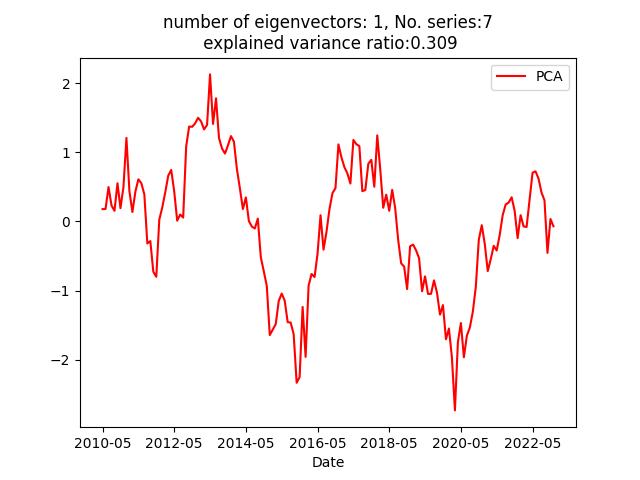 number of eigenvectors: 1, No. series:7
explained variance ratio:0.309
PCA
2
1
0
−1
−2
2010-05 2012-05 2014-05 2016-05 2018-05 2020-05 2022-05
Date